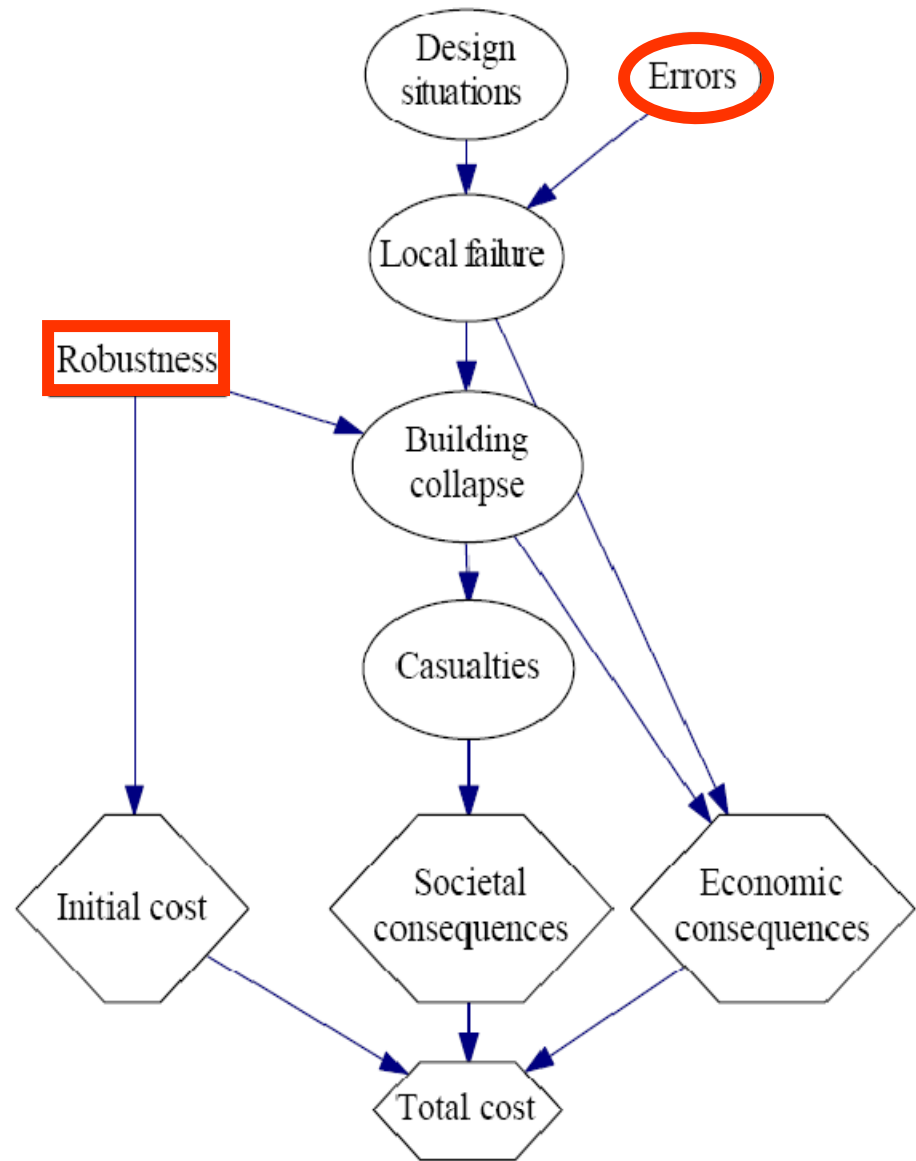 Design
situations
Errors
Local failure
Robustness
Building
collapse
Casualties
Initial cost
Societal
consequences
Economic
consequences
Total cost